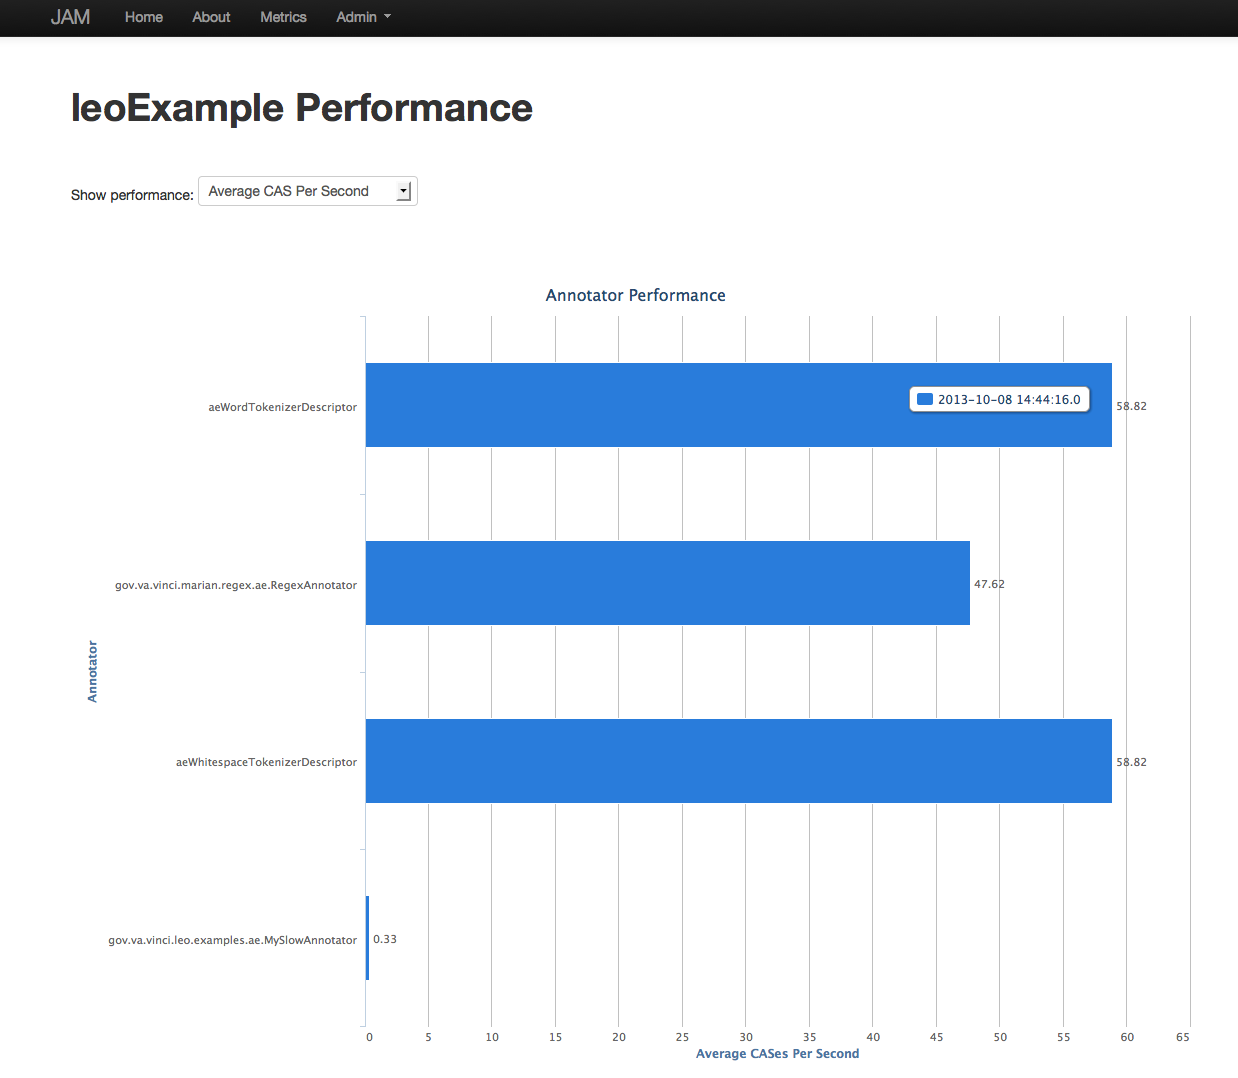 JAM Home About Metrics Admin
leoExample Performance
Show performance: Average CAS Per Second
Annotator Performance
aeWordTokenizerDescriptor
2013-10-08 14:44:16.0
58.82
gov.va.vinci.marian.regex.ae.RegexAnnotator
47.62
Annotator
aeWhitespaceTokenizerDescriptor
58.82
gov.va.vinci.leo.examples.ae.MySlowAnnotator
0.33
0 5 10 15 20 25 30 35 40 45 50 55 60 65
Average CASes Per Second